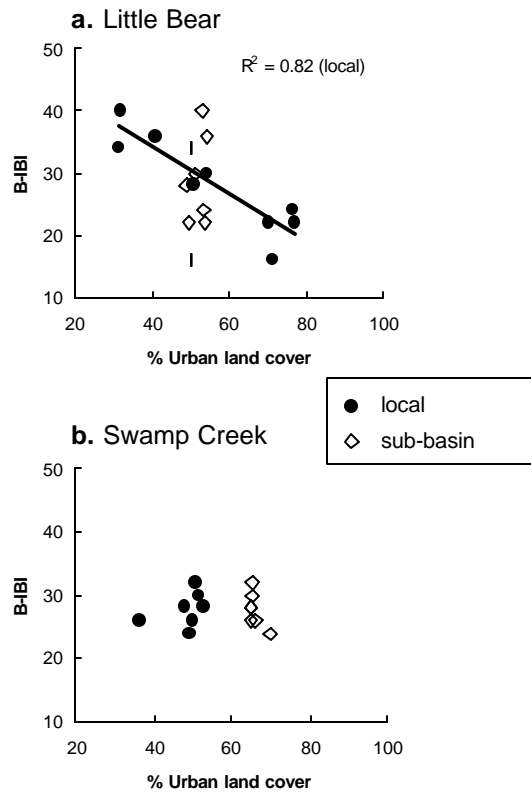 a. Little Bear
50
R² = 0.82 (local)
40
B-IBI
30
20
10
20 40 60 80 100
% Urban land cover
local
sub-basin
b. Swamp Creek
50
40
B-IBI
30
20
10
20 40 60 80 100
% Urban land cover